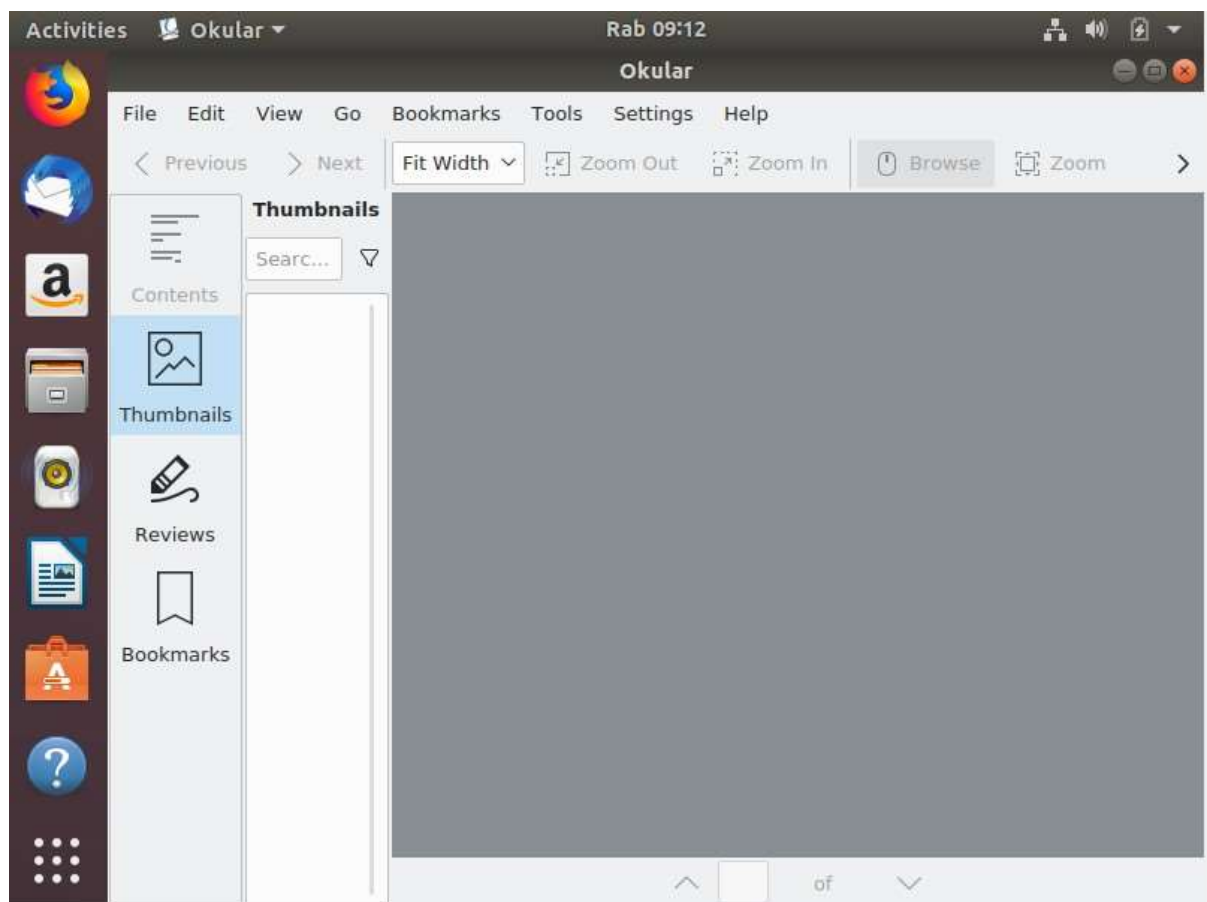 Activities Okular Rab 09:12
Okular
File Edit View Go Bookmarks Tools Settings Help
Previous Next Fit Width Zoom Out Zoom In Browse Zoom
Thumbnails
Searc...
Contents
Thumbnails
Reviews
Bookmarks
of